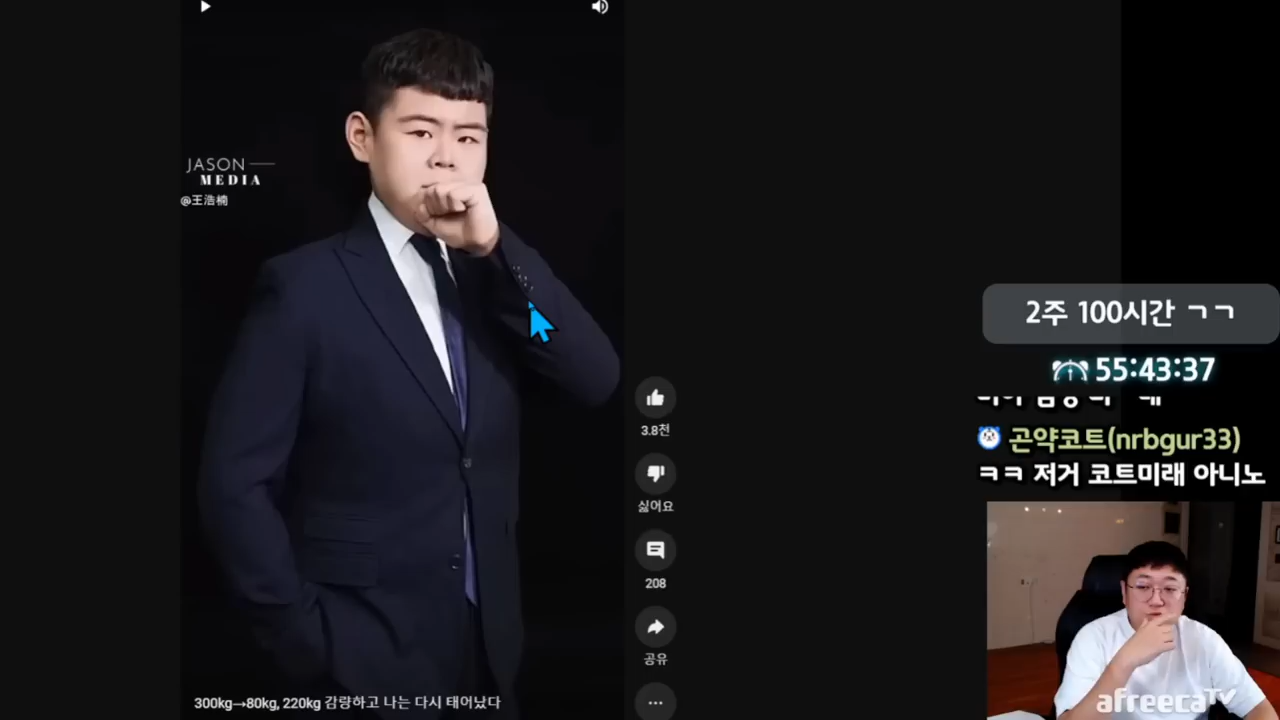 JASON
MEDIA
@王浩楠
2주 100시간 ㄱㄱ
55:43:37
곤약코트(nrbgur33)
ㅋㅋ 저거 코트미래 아니노
3.8천
싫어요
208
공유
300kg→80kg, 220kg 감량하고 나는 다시 태어났다
afreecaTV